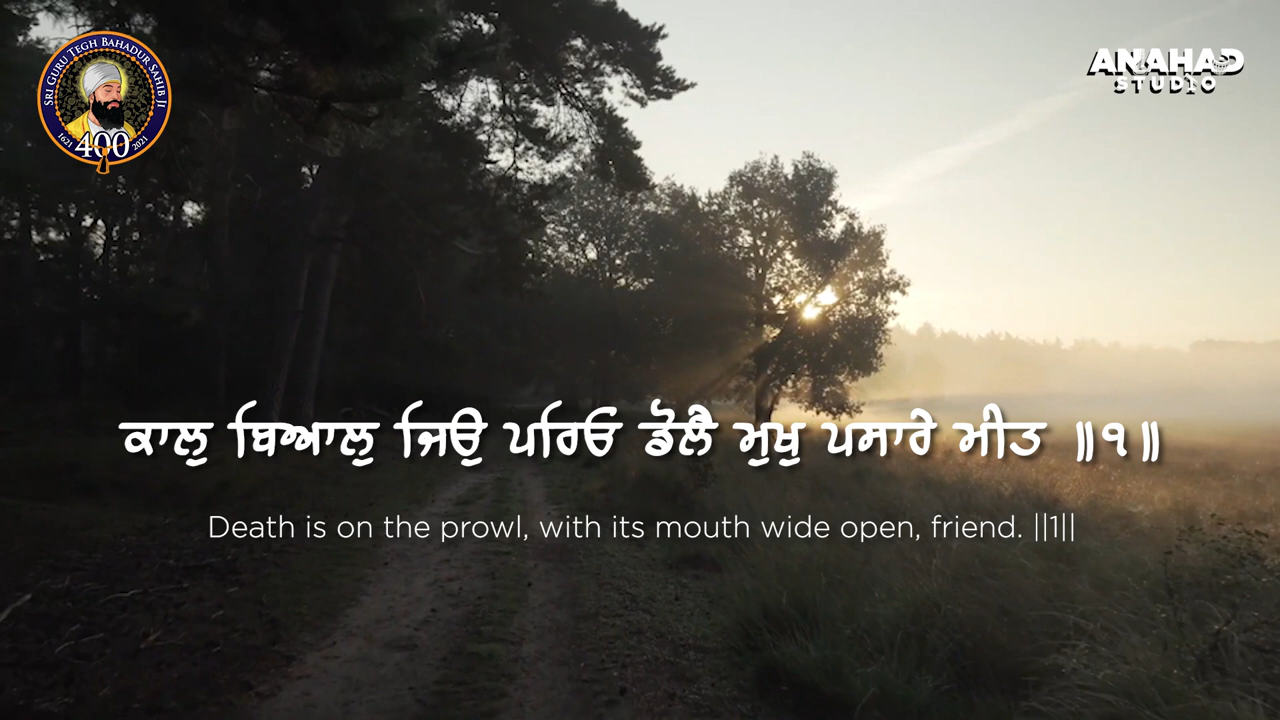 SRI GURU TEGH BAHADUR SAHIB JI
1621 400 2021
ANAHAD
STUDIO
ਕਾਲੁ ਬਿਆਲੁ ਜਿਉ ਪਰਿਓ ਡੋਲੈ ਮੁਖੁ ਪਸਾਰੇ ਮੀਤ ॥੧॥
Death is on the prowl, with its mouth wide open, friend. ||1||